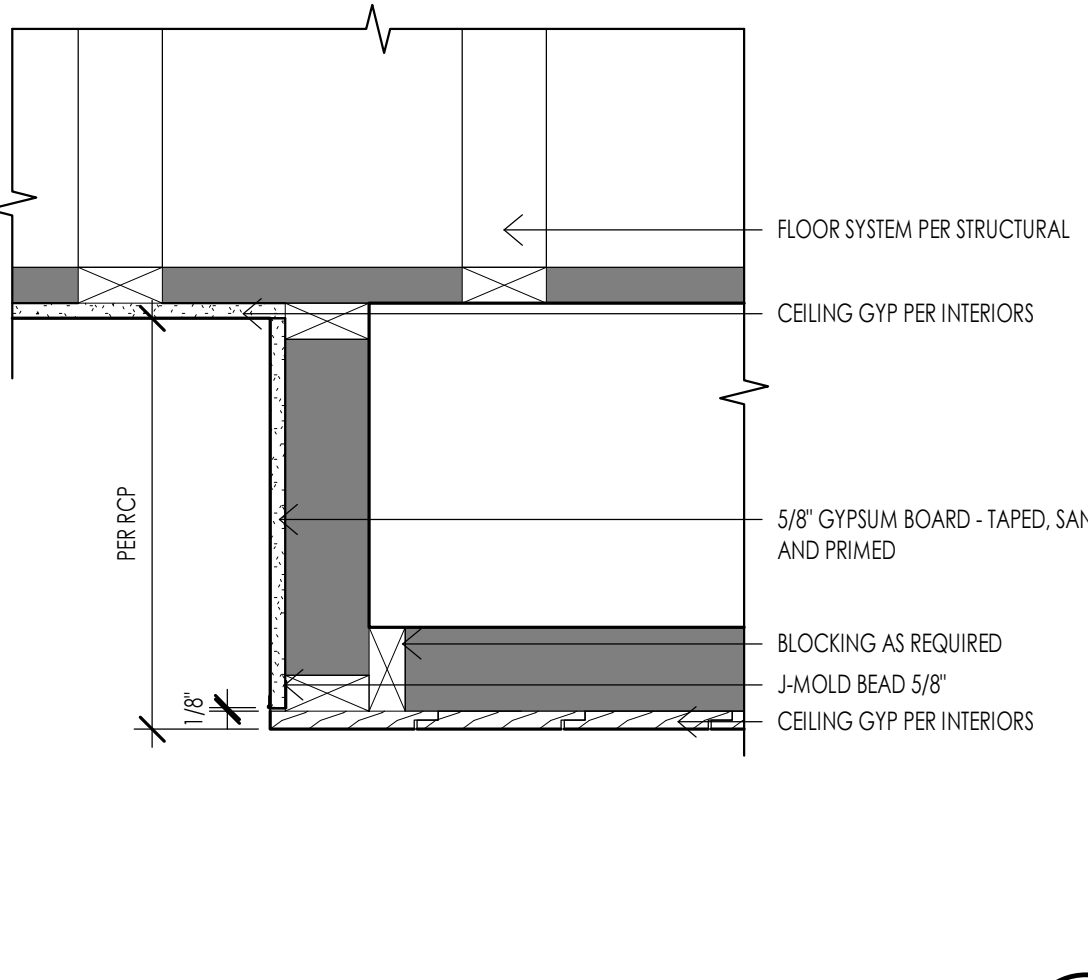 FLOOR SYSTEM PER STRUCTURAL
CEILING GYP PER INTERIORS
PER RCP
5/8" GYPSUM BOARD - TAPED,
AND PRIMED
BLOCKING AS REQUIRED
J-MOLD BEAD 5/8"
1/8"
CEILING GYP PER INTERIORS